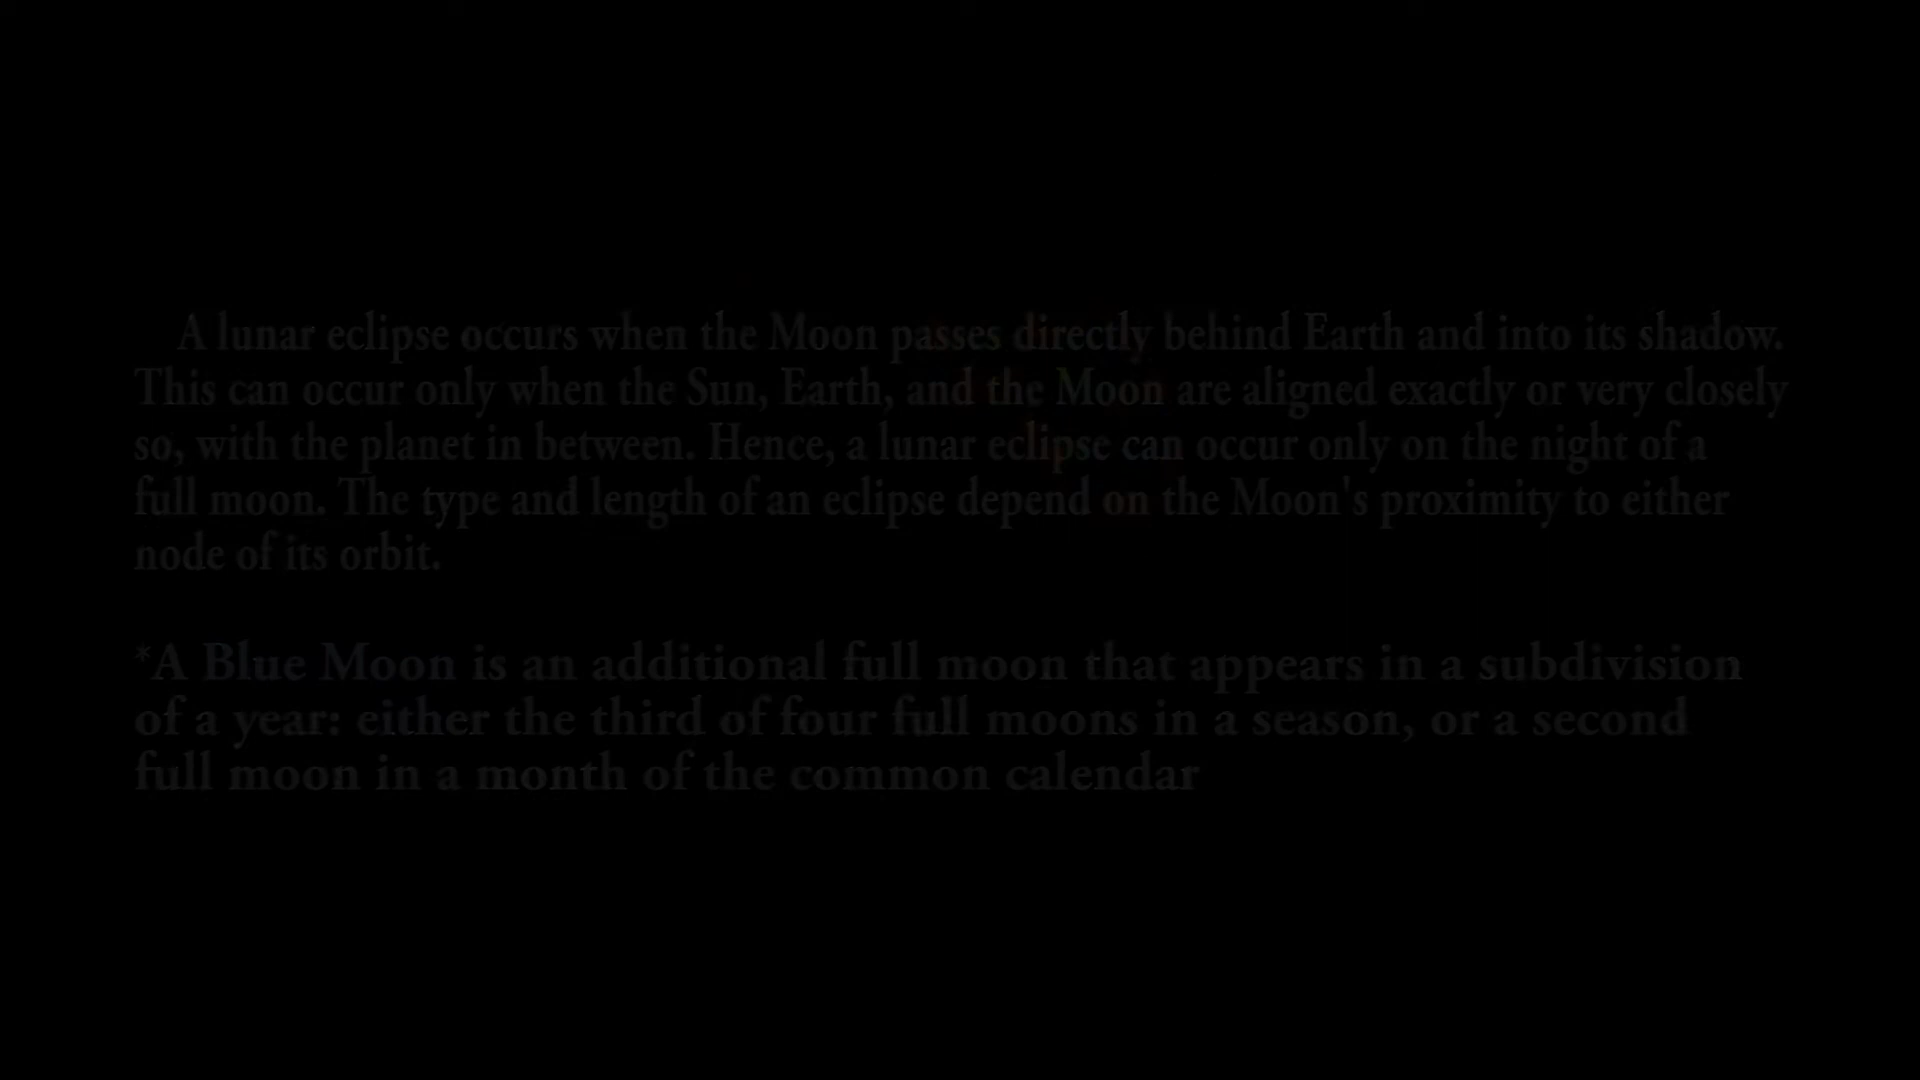 A lunar eclipse occurs when the Moon passes directly behind Earth and into its shadow.
This can occur only when the Sun, Earth, and the Moon are aligned exactly or very closely
so, with the planet in between. Hence, a lunar eclipse can occur only on the night of a
full moon. The type and length of an eclipse depend on the Moon's proximity to either
node of its orbit.
*A Blue Moon is an additional full moon that appears in a subdivision
of a year: either the third of four full moons in a season, or a second
full moon in a month of the common calendar